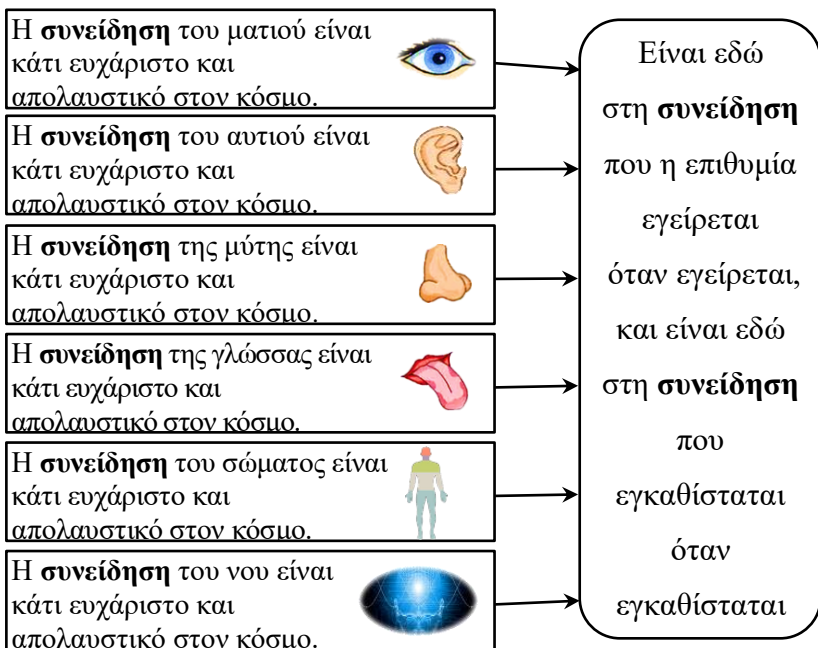 Η συνείδηση του ματιού είναι
κάτι ευχάριστο και
απολαυστικό στον κόσμο.
Η συνείδηση του αυτιού είναι
κάτι ευχάριστο και
απολαυστικό στον κόσμο.
Η συνείδηση της μύτης είναι
κάτι ευχάριστο και
απολαυστικό στον κόσμο.
Η συνείδηση της γλώσσας είναι
κάτι ευχάριστο και
απολαυστικό στον κόσμο.
Η συνείδηση του σώματος είναι
κάτι ευχάριστο και
απολαυστικό στον κόσμο.
Η συνείδηση του νου είναι
κάτι ευχάριστο και
απολαυστικό στον κόσμο.
Είναι εδώ
στη συνείδηση
που η επιθυμία
εγείρεται
όταν εγείρεται,
και είναι εδώ
στη συνείδηση
που
εγκαθίσταται
όταν
εγκαθίσταται